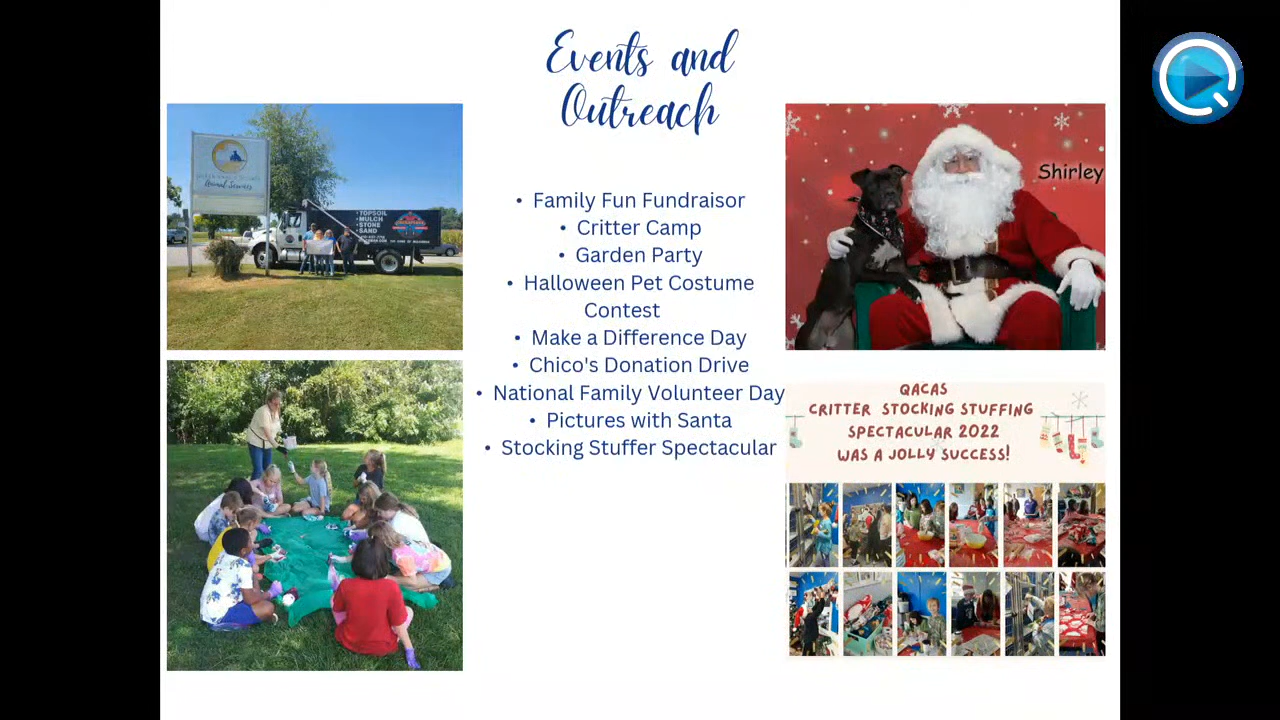 Events and
Outreach
• Family Fun Fundraisor
• Critter Camp
• Garden Party
• Halloween Pet Costume
Contest
• Make a Difference Day
• Chico's Donation Drive
• National Family Volunteer Day
• Pictures with Santa
• Stocking Stuffer Spectacular
Animal Services
• TOPSOIL
• MULCH
• STONE
• SAND
Shirley
QACAS
CRITTER STOCKING STUFFING
SPECTACULAR 2022
WAS A JOLLY SUCCESS!